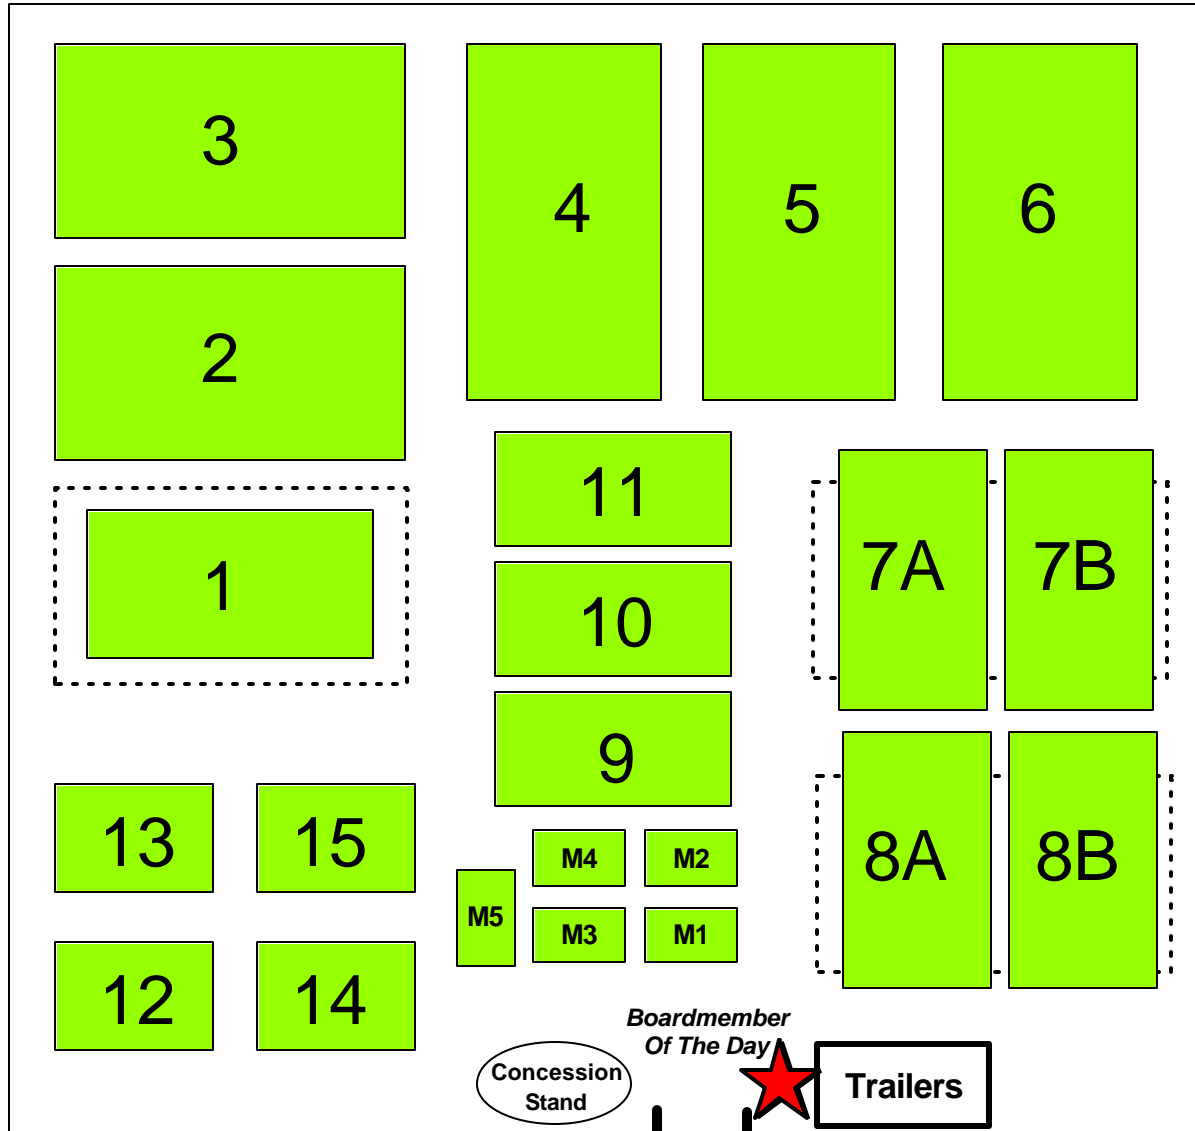 3
4
5
6
2
11
7A
7B
1
10
9
13
15
M4
M2
8A
8B
M5
M3
M1
12
14
Boardmember
Of The Day
Concession
Stand
Trailers